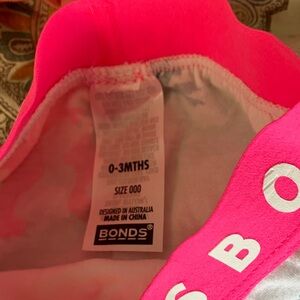 0-3MTHS
SIZE 000
DESIGNED IN AUSTRALIA
MADE IN CHINA
BONDS®
S BO